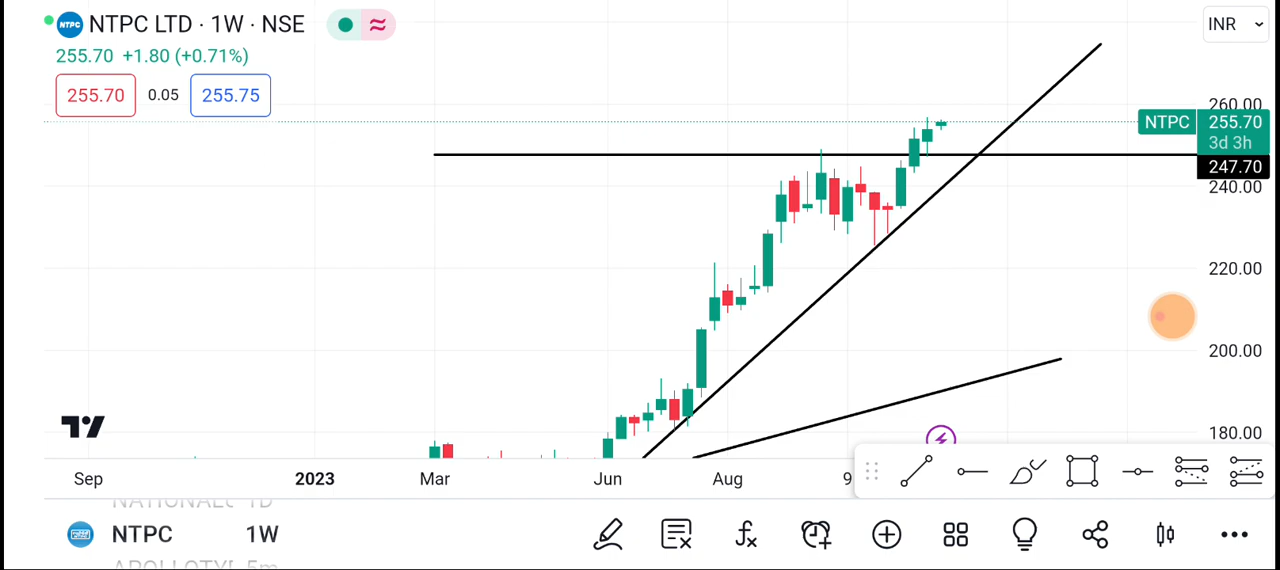 NTPC NTPC LTD · 1W · NSE
INR
255.70 +1.80 (+0.71%)
255.70 0.05 255.75
260.00
NTPC 255.70
3d 3h
247.70
240.00
220.00
200.00
180.00
Sep 2023 Mar Jun Aug 9
NTPC 1W
5m